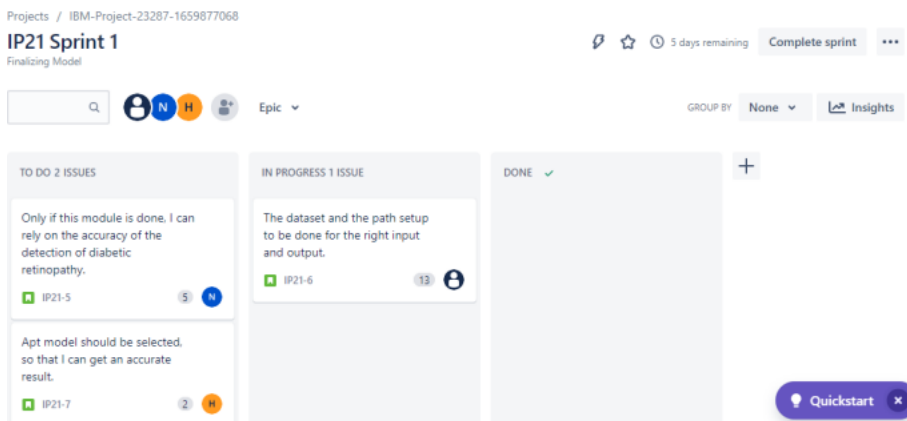 Projects / IBM-Project-23287-1659877068
IP21 Sprint 1
5 days remaining
Complete sprint
Finalizing Model
N
H
Epic
GROUP BY
None
Insights
TO DO 2 ISSUES
Only if this module is done, I can
rely on the accuracy of the
detection of diabetic
retinopathy.
IP21-5
5
N
Apt model should be selected,
so that I can get an accurate
result.
IP21-7
2
H
IN PROGRESS 1 ISSUE
The dataset and the path setup
to be done for the right input
and output.
IP21-6
13
DONE
Quickstart